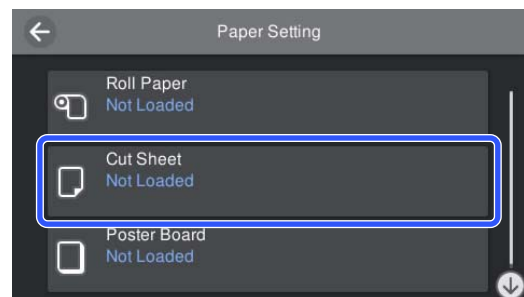 Paper Setting
Roll Paper
Not Loaded
Cut Sheet
Not Loaded
Poster Board
Not Loaded